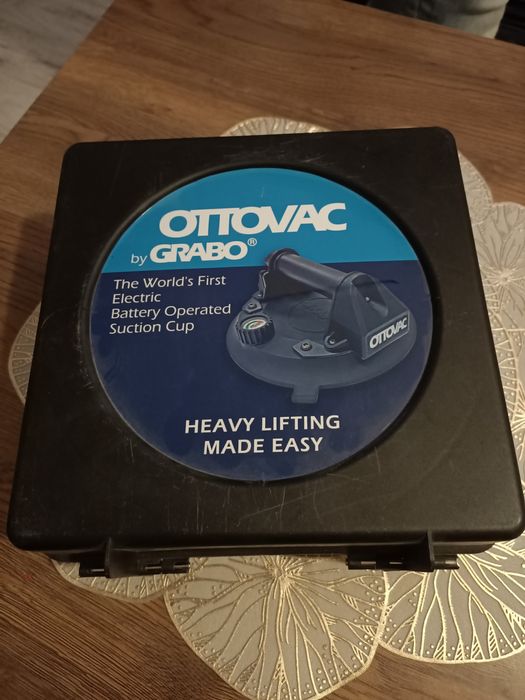 OTTOVAC
by GRABO®
The World's First
Electric
Battery Operated
Suction Cup
OTTOVAC
HEAVY LIFTING
MADE EASY